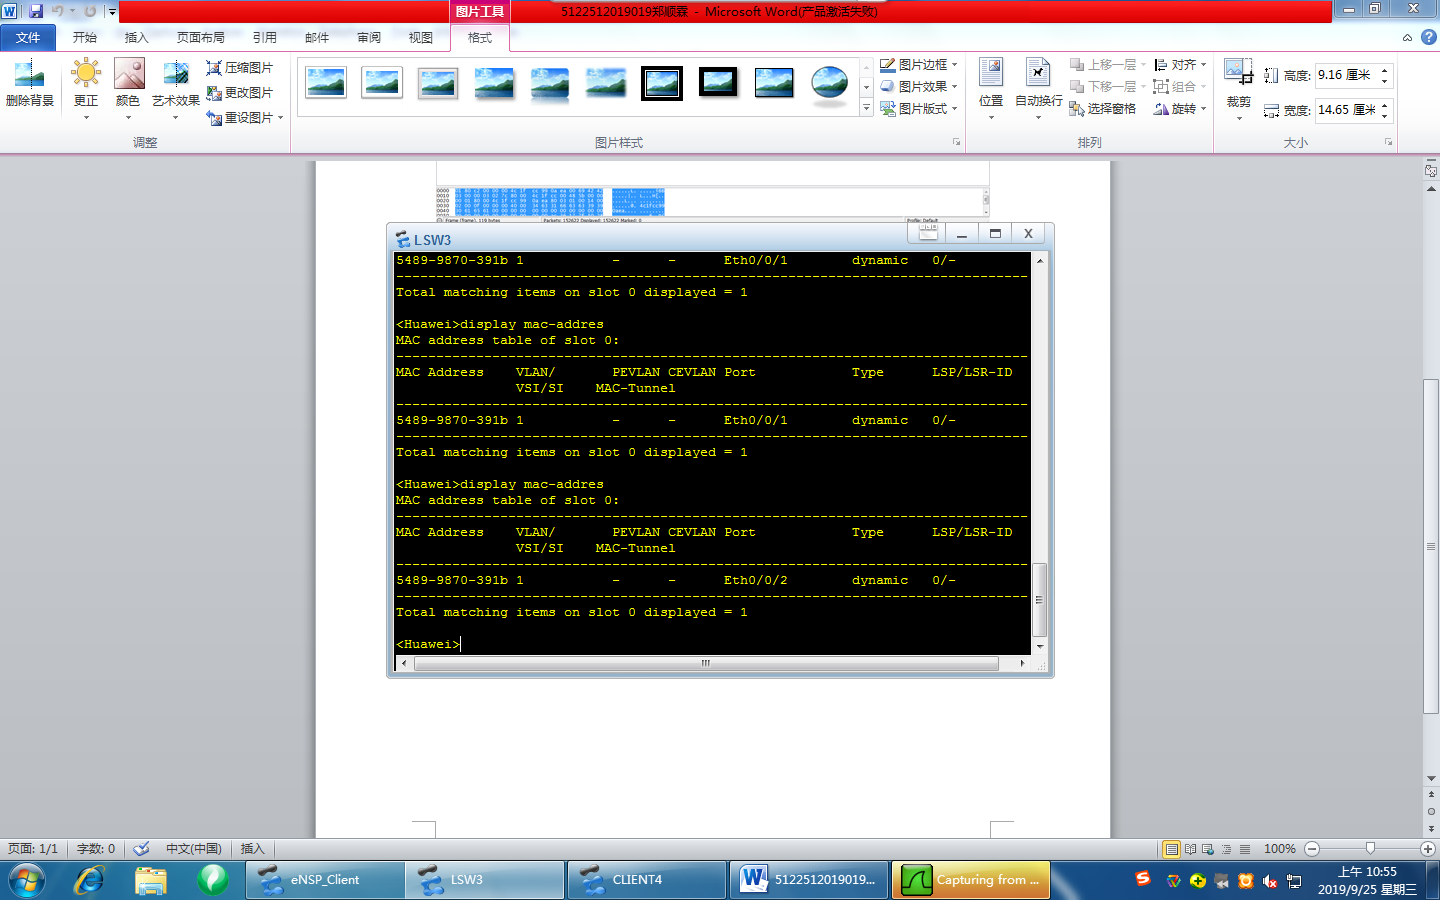 图片工具
5122512019019郑顺霖 - Microsoft Word(产品激活失败)
文件 开始 插入 页面布局 引用 邮件 审阅 视图 格式
删除背景 更正 颜色 艺术效果 压缩图片 更改图片 重设图片
调整
图片样式
图片边框 图片效果 图片版式
位置 自动换行 上移一层 下移一层 选择窗格 对齐 组合 旋转
排列
裁剪 高度: 9.16 厘米 宽度: 14.65 厘米
大小
LSW3
5489-9870-391b 1 - - Eth0/0/1 dynamic 0/-
-------------------------------------------------------------------------------
Total matching items on slot 0 displayed = 1
<Huawei>display mac-addres
MAC address table of slot 0:
-------------------------------------------------------------------------------
MAC Address VLAN/ PEVLAN CEVLAN Port Type LSP/LSR-ID
VSI/SI MAC-Tunnel
-------------------------------------------------------------------------------
5489-9870-391b 1 - - Eth0/0/1 dynamic 0/-
-------------------------------------------------------------------------------
Total matching items on slot 0 displayed = 1
<Huawei>display mac-addres
MAC address table of slot 0:
-------------------------------------------------------------------------------
MAC Address VLAN/ PEVLAN CEVLAN Port Type LSP/LSR-ID
VSI/SI MAC-Tunnel
-------------------------------------------------------------------------------
5489-9870-391b 1 - - Eth0/0/2 dynamic 0/-
-------------------------------------------------------------------------------
Total matching items on slot 0 displayed = 1
<Huawei>
页面: 1/1 字数: 0 中文(中国) 插入 100%
eNSP_Client LSW3 CLIENT4 5122512019019... Capturing from ...
上午 10:55
2019/9/25 星期三